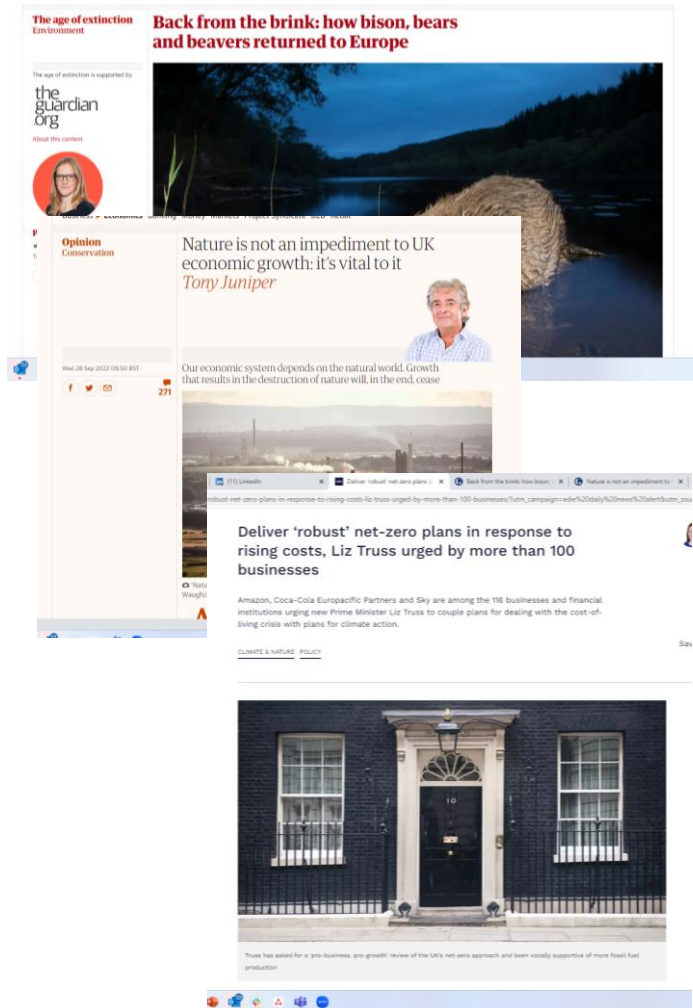 The age of extinction
Environment
Back from the brink: how bison, bears
and beavers returned to Europe
The age of extinction is supported by
the
guardian
.org
About this content
Opinion
Conservation
Nature is not an impediment to UK
economic growth: it's vital to it
Tony Juniper
Wed 28 Sep 2022 09.50 BST
271
Our economic system depends on the natural world. Growth
that results in the destruction of nature will, in the end, cease
(11) LinkedIn
Deliver 'robust' net-zero plans in
Back from the brink: how bison,
Nature is not an impediment to
robust-net-zero-plans-in-response-to-rising-costs-liz-truss-urged-by-more-than-100-businesses/?utm_campaign=edie%20daily%20news%20alert&utm_sou
Deliver 'robust' net-zero plans in response to
rising costs, Liz Truss urged by more than 100
businesses
Amazon, Coca-Cola Europacific Partners and Sky are among the 116 businesses and financial
institutions urging new Prime Minister Liz Truss to couple plans for dealing with the cost-of-
living crisis with plans for climate action.
CLIMATE & NATURE POLICY
10
Truss has asked for a 'pro-business, pro-growth' review of the UK's net-zero approach and been vocally supportive of more fossil fuel
production